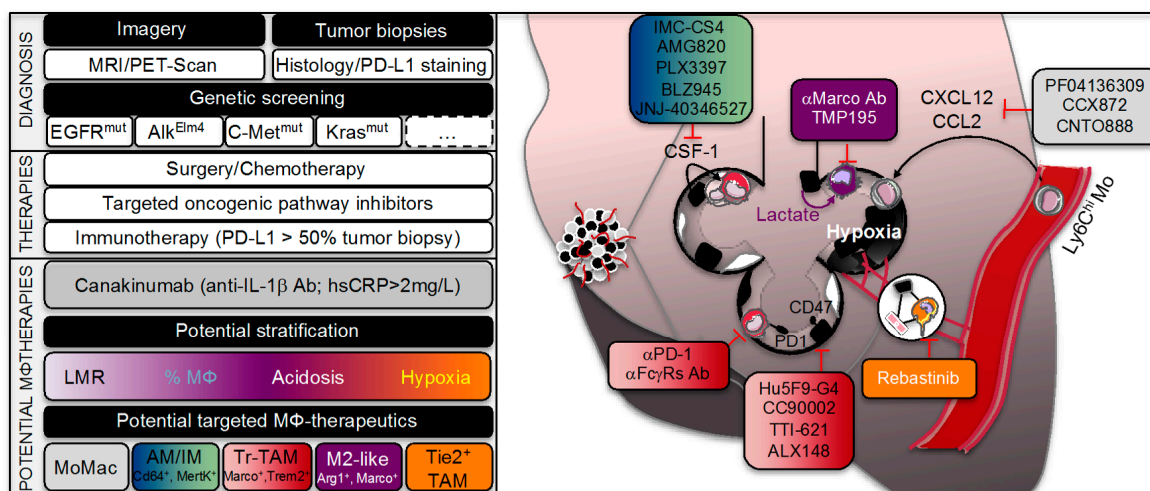 DIAGNOSIS
Imagery
Tumor biopsies
MRI/PET-Scan
Histology/PD-L1 staining
Genetic screening
EGFRmut
AlkElm4
C-Metmut
Krasmut
...
THERAPIES
Surgery/Chemotherapy
Targeted oncogenic pathway inhibitors
Immunotherapy (PD-L1 > 50% tumor biopsy)
POTENTIAL MΦTHERAPIES
Canakinumab (anti-IL-1β Ab; hsCRP>2mg/L)
Potential stratification
LMR
% MΦ
Acidosis
Hypoxia
Potential targeted MΦ-therapeutics
MoMac
AM/IM
Cd64+, MertK+
Tr-TAM
Marco+,Trem2+
M2-like
Arg1+, Marco+
Tie2+
TAM
IMC-CS4
AMG820
PLX3397
BLZ945
JNJ-40346527
CSF-1
αMarco Ab
TMP195
Lactate
CXCL12
CCL2
PF04136309
CCX872
CNTO888
Ly6Chi Mo
Hypoxia
CD47
PD1
αPD-1
αFcγRs Ab
Hu5F9-G4
CC90002
TTI-621
ALX148
Rebastinib